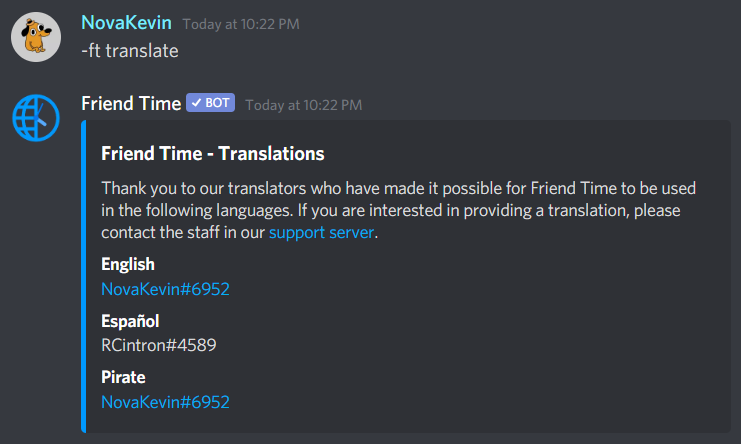 NovaKevin Today at 10:22 PM
-ft translate
Friend Time BOT Today at 10:22 PM
Friend Time - Translations
Thank you to our translators who have made it possible for Friend Time to be used
in the following languages. If you are interested in providing a translation, please
contact the staff in our support server.
English
NovaKevin#6952
Español
RCintron#4589
Pirate
NovaKevin#6952